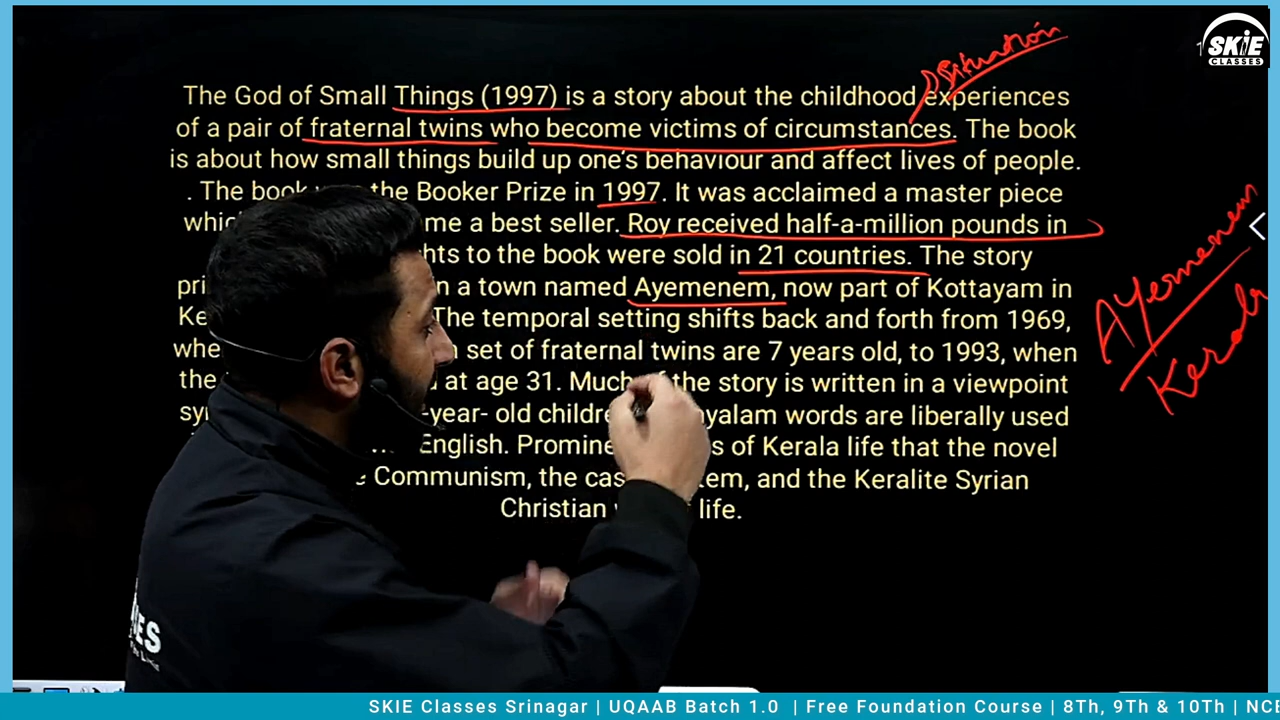 SKIE
CLASSES
situation
The God of Small Things (1997) is a story about the childhood experiences
of a pair of fraternal twins who become victims of circumstances. The book
is about how small things build up one's behaviour and affect lives of people.
. The book the Booker Prize in 1997. It was acclaimed a master piece
me a best seller. Roy received half-a-million pounds in
hts to the book were sold in 21 countries. The story
pri n a town named Ayemenem, now part of Kottayam in
Ke The temporal setting shifts back and forth from 1969,
whe set of fraternal twins are 7 years old, to 1993, when
the at age 31. Much of the story is written in a viewpoint
-year- old childre yalam words are liberally used
English. Promine s of Kerala life that the novel
Communism, the cas tem, and the Keralite Syrian
Christian life.
Ayemenem
Kerala
SKIE Classes Srinagar | UQAAB Batch 1.0 | Free Foundation Course | 8Th, 9Th & 10Th | NCE